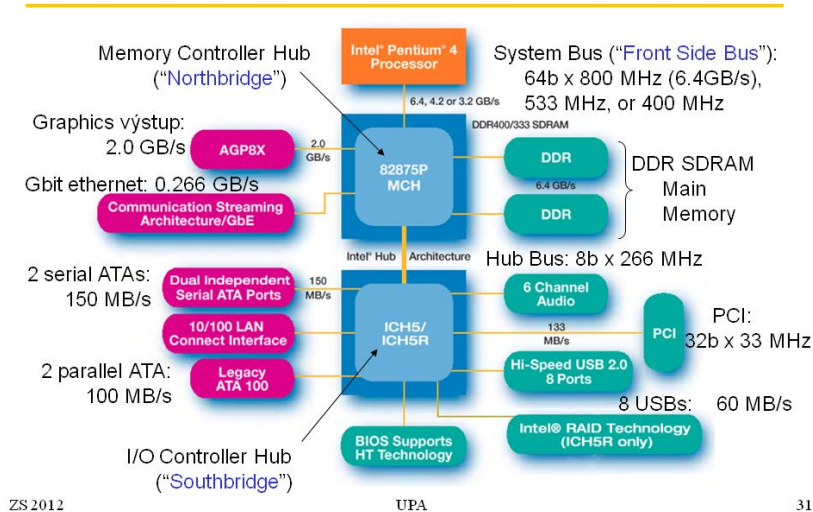 Memory Controller Hub
("Northbridge")
Intel® Pentium® 4
Processor
System Bus ("Front Side Bus"):
64b x 800 MHz (6.4GB/s),
533 MHz, or 400 MHz
6.4, 4.2 or 3.2 GB/s
DDR400/333 SDRAM
Graphics výstup:
2.0 GB/s
AGP8X
2.0
GB/s
82875P
MCH
DDR
6.4 GB/s
DDR
DDR SDRAM
Main
Memory
Gbit ethernet: 0.266 GB/s
Communication Streaming
Architecture/GbE
Intel® Hub
Architecture
Hub Bus: 8b x 266 MHz
2 serial ATAs:
150 MB/s
Dual Independent
Serial ATA Ports
150
MB/s
6 Channel
Audio
10/100 LAN
Connect Interface
ICH5/
ICH5R
133
MB/s
PCI
PCI:
32b x 33 MHz
2 parallel ATA:
100 MB/s
Legacy
ATA 100
Hi-Speed USB 2.0
8 Ports
8 USBs: 60 MB/s
BIOS Supports
HT Technology
Intel® RAID Technology
(ICH5R only)
I/O Controller Hub
("Southbridge")
ZS 2012
UPA
31